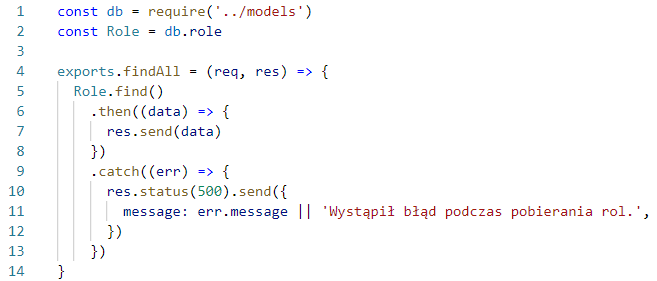 1 const db = require('../models')
2 const Role = db.role
3
4 exports.findAll = (req, res) => {
5   Role.find()
6     .then((data) => {
7       res.send(data)
8     })
9     .catch((err) => {
10       res.status(500).send({
11         message: err.message || 'Wystąpił błąd podczas pobierania rol.',
12       })
13     })
14 }